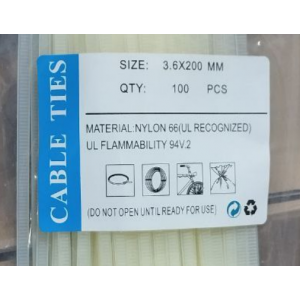 CABLE TIES
SIZE: 3.6X200 MM
QTY: 100 PCS
MATERIAL:NYLON 66(UL RECOGNIZED)
UL FLAMMABILITY 94V.2
(DO NOT OPEN UNTIL READY FOR USE)